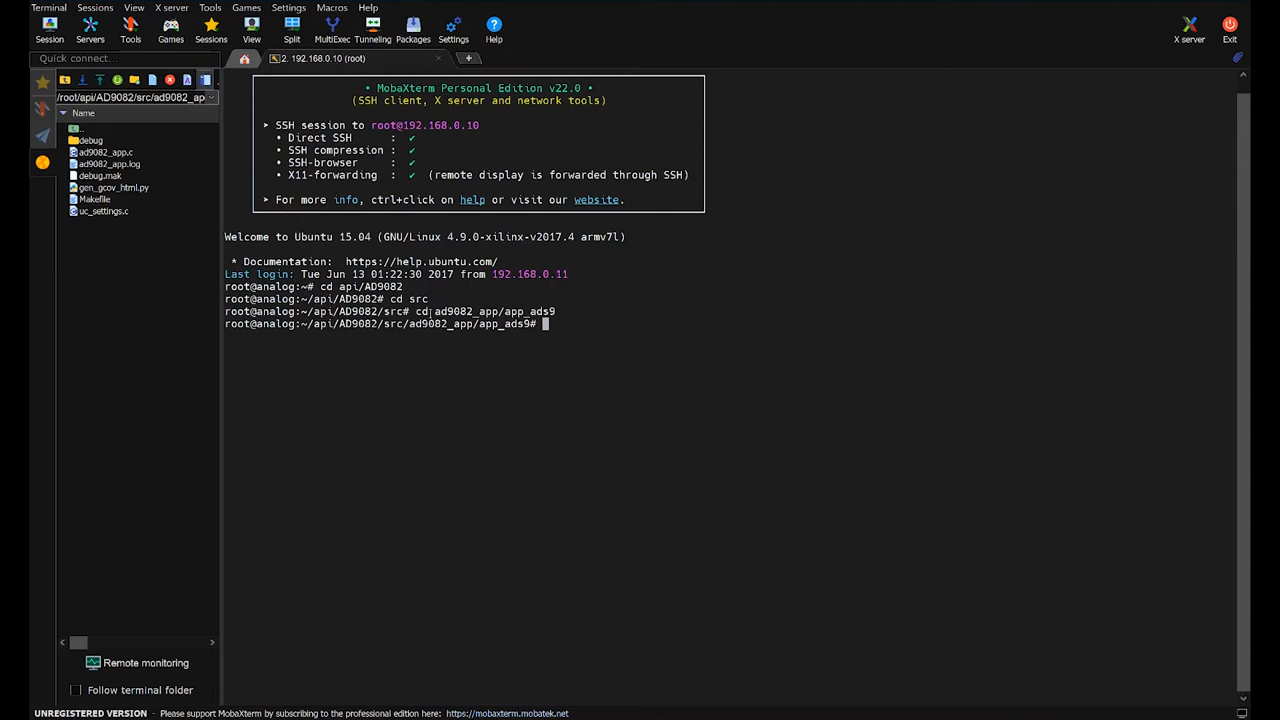 Terminal Sessions View X server Tools Games Settings Macros Help
Session Servers Tools Games Sessions View Split MultiExec Tunneling Packages Settings Help X server Exit
Quick connect...
2. 192.168.0.10 (root)
/root/api/AD9082/src/ad9082_ap
Name
..
debug
ad9082_app.c
ad9082_app.log
debug.mak
gen_gcov_html.py
Makefile
uc_settings.c
• MobaXterm Personal Edition v22.0 •
(SSH client, X server and network tools)
➤ SSH session to root@192.168.0.10
• Direct SSH : ✔
• SSH compression : ✔
• SSH-browser : ✔
• X11-forwarding : ✔ (remote display is forwarded through SSH)
➤ For more info, ctrl+click on help or visit our website.
Welcome to Ubuntu 15.04 (GNU/Linux 4.9.0-xilinx-v2017.4 armv7l)
* Documentation: https://help.ubuntu.com/
Last login: Tue Jun 13 01:22:30 2017 from 192.168.0.11
root@analog:~# cd api/AD9082
root@analog:~/api/AD9082# cd src
root@analog:~/api/AD9082/src# cd ad9082_app/app_ads9
root@analog:~/api/AD9082/src/ad9082_app/app_ads9#
Remote monitoring
Follow terminal folder
UNREGISTERED VERSION - Please support MobaXterm by subscribing to the professional edition here: https://mobaxterm.mobatek.net